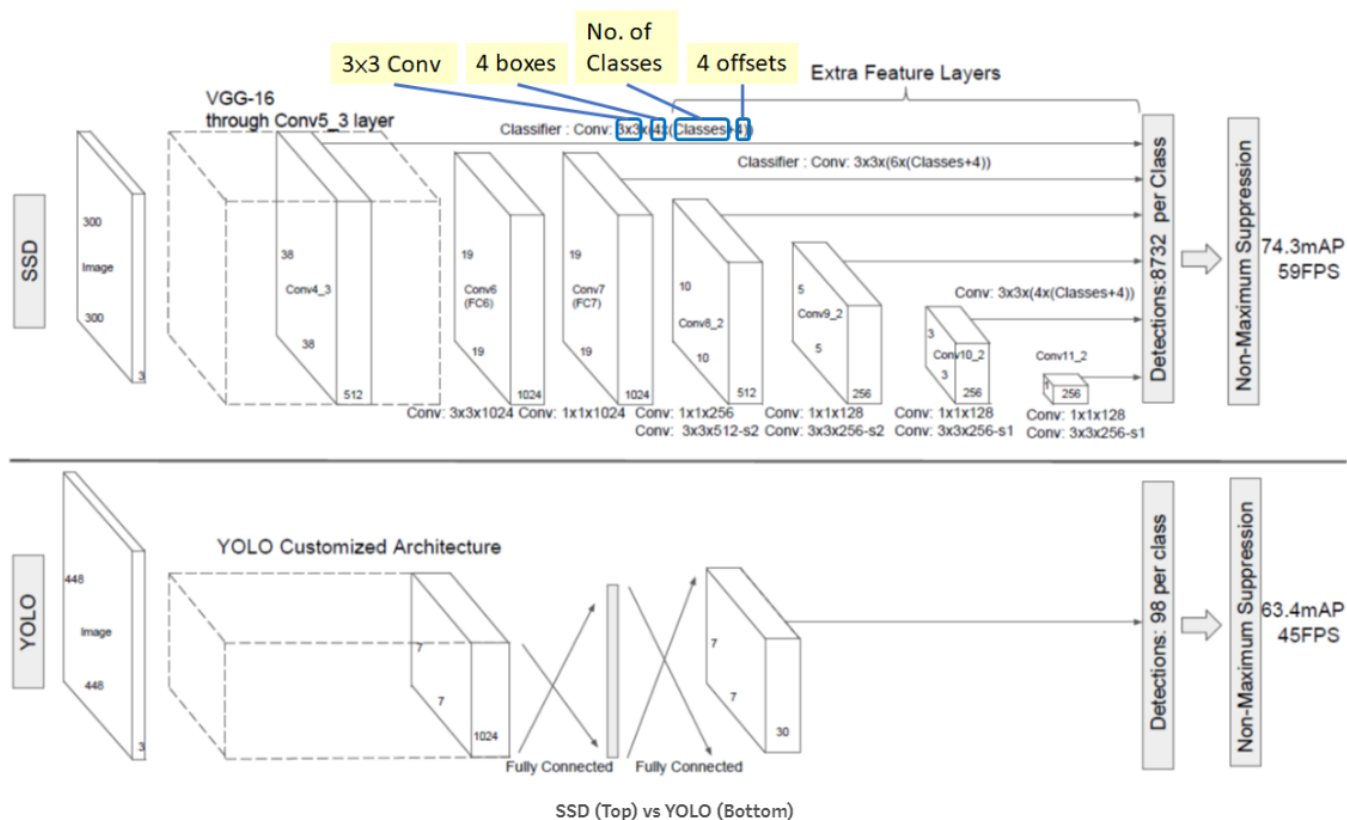 No. of
Classes
3x3 Conv
4 boxes
4 offsets
Extra Feature Layers
VGG-16
through Conv5_3 layer
Classifier : Conv: 3x3x(4x(Classes+4))
Classifier : Conv: 3x3x(6x(Classes+4))
SSD
300
Image
300
3
38
Conv4_3
38
512
19
Conv6
(FC6)
19
1024
19
Conv7
(FC7)
19
1024
10
Conv8_2
10
512
5
Conv9_2
5
256
Conv: 3x3x(4x(Classes+4))
3
Conv10_2
3
256
Conv11_2
1
256
Conv: 3x3x1024
Conv: 1x1x1024
Conv: 1x1x256
Conv: 3x3x512-s2
Conv: 1x1x128
Conv: 3x3x256-s2
Conv: 1x1x128
Conv: 3x3x256-s1
Conv: 1x1x128
Conv: 3x3x256-s1
Detections:8732 per Class
Non-Maximum Suppression
74.3mAP
59FPS
YOLO
448
Image
448
3
YOLO Customized Architecture
7
7
1024
Fully Connected
Fully Connected
7
7
30
Detections: 98 per class
Non-Maximum Suppression
63.4mAP
45FPS
SSD (Top) vs YOLO (Bottom)